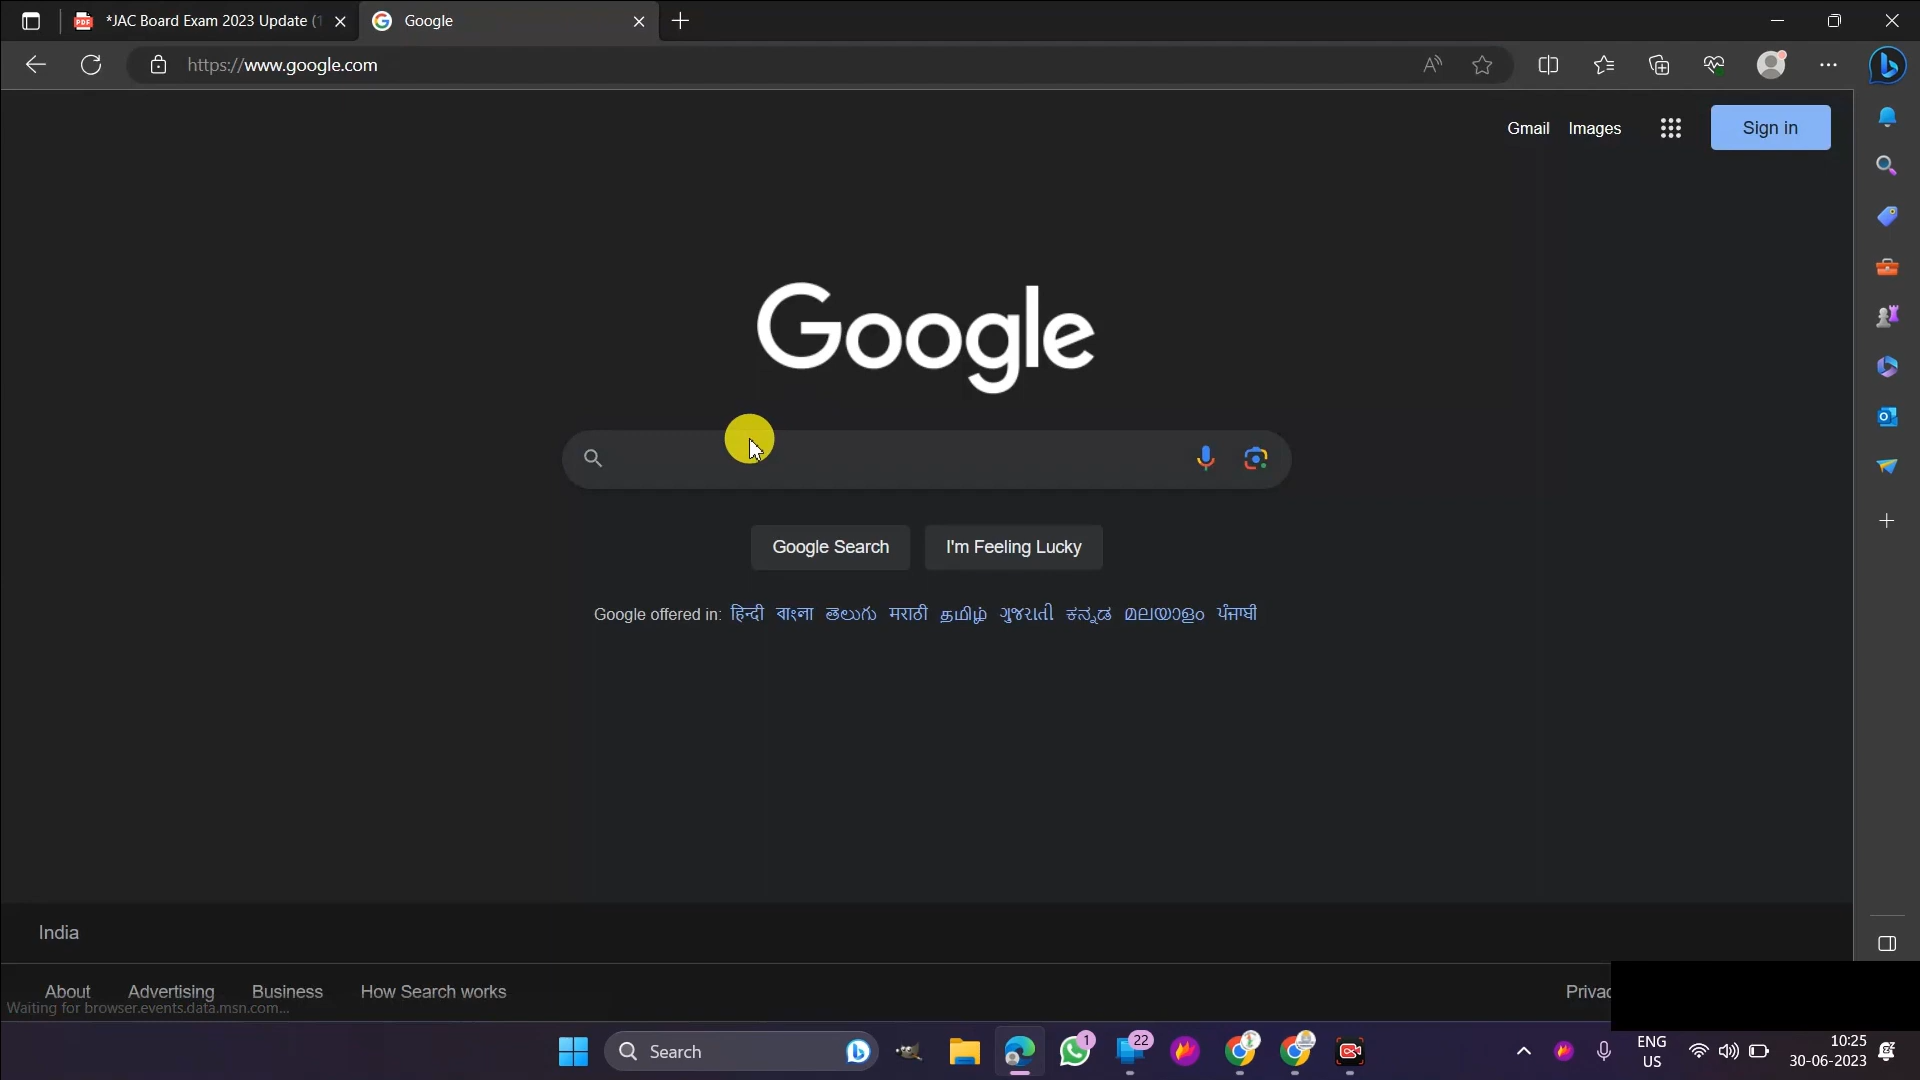 *JAC Board Exam 2023 Update (1
Google
https://www.google.com
Gmail Images Sign in
Google
Google Search I'm Feeling Lucky
Google offered in: हिन्दी বাংলা తెలుగు मराठी தமிழ் ગુજરાતી ಕನ್ನಡ മലയാളം ਪੰਜਾਬੀ
India
About Advertising Business How Search works Privac
Waiting for browser.events.data.msn.com...
Search 1 22 ENG 10:25
US 30-06-2023